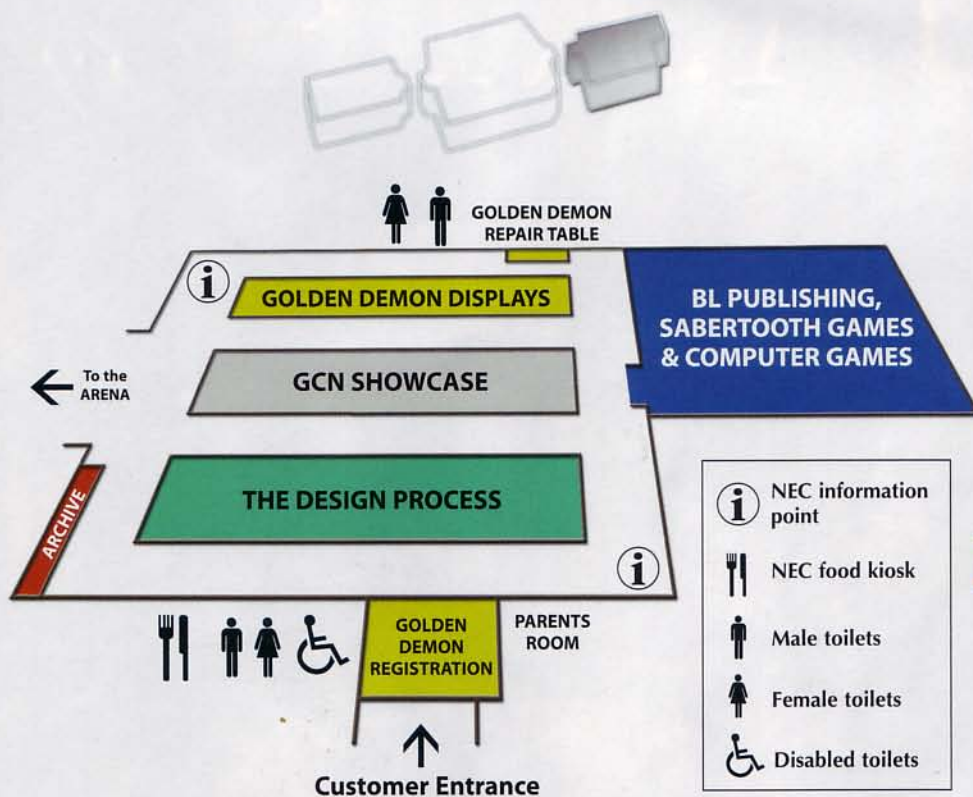 GOLDEN DEMON
REPAIR TABLE
GOLDEN DEMON DISPLAYS
BL PUBLISHING,
SABERTOOTH GAMES
& COMPUTER GAMES
GCN SHOWCASE
To the
ARENA
THE DESIGN PROCESS
ARCHIVE
NEC information
point
NEC food kiosk
Male toilets
Female toilets
Disabled toilets
GOLDEN
DEMON
REGISTRATION
PARENTS
ROOM
Customer Entrance